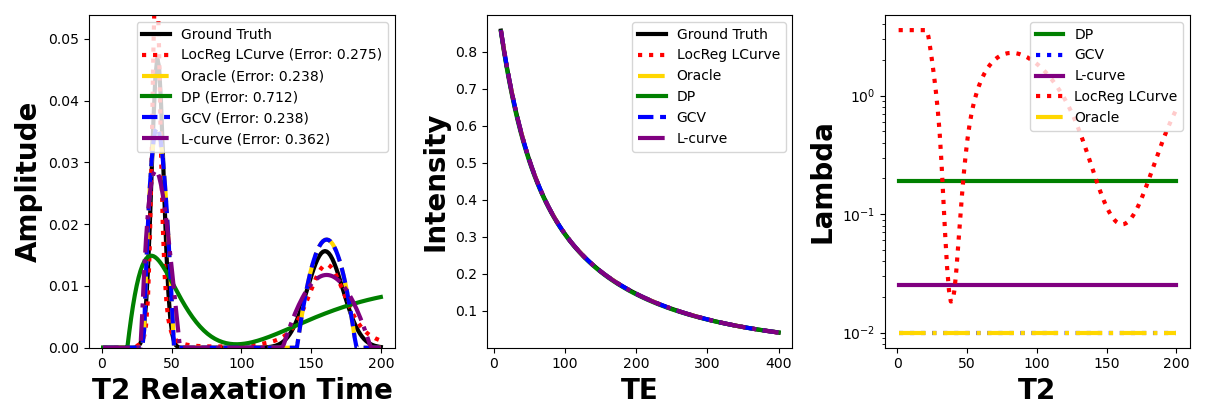 Amplitude
0.05
0.04
0.03
0.02
0.01
0.00
Ground Truth
LocReg LCurve (Error: 0.275)
Oracle (Error: 0.238)
DP (Error: 0.712)
GCV (Error: 0.238)
L-curve (Error: 0.362)
0 50 100 150 200
T2 Relaxation Time
Intensity
0.8
0.7
0.6
0.5
0.4
0.3
0.2
0.1
Ground Truth
LocReg LCurve
Oracle
DP
GCV
L-curve
0 100 200 300 400
TE
Lambda
10⁰
10⁻¹
10⁻²
DP
GCV
L-curve
LocReg LCurve
Oracle
0 50 100 150 200
T2